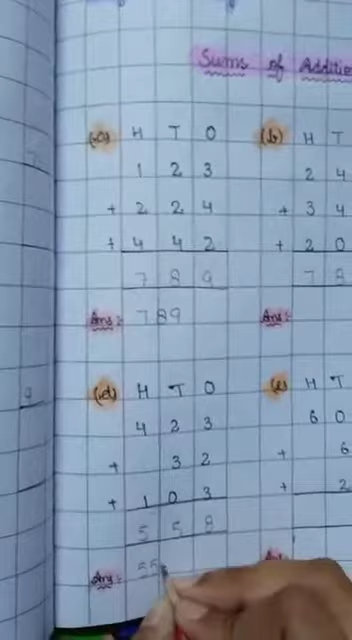 Sums of Addition
(a) H T O
1 2 3
+ 2 2 4
+ 4 4 2
7 8 9
Ans: 789
(b) H T
2 4
+ 3 4
+ 2 0
7 8
Ans:
(d) H T O
4 2 3
+ 3 2
+ 1 0 3
5 5 8
Ans: 55
(e) H T
6 0
+ 6
+ 2